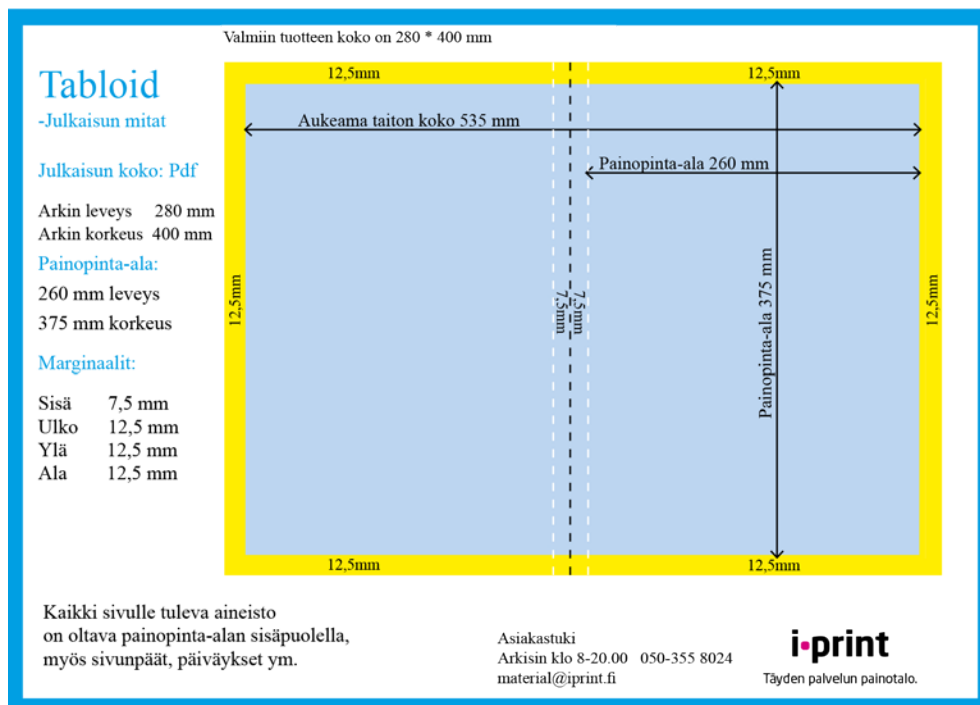 Valmiin tuotteen koko on 280 * 400 mm
Tabloid
-Julkaisun mitat
Julkaisun koko: Pdf
Arkin leveys 280 mm
Arkin korkeus 400 mm
Painopinta-ala:
260 mm leveys
375 mm korkeus
Marginaalit:
Sisä 7,5 mm
Ulko 12,5 mm
Ylä 12,5 mm
Ala 12,5 mm
12,5mm
12,5mm
Aukeama taiton koko 535 mm
Painopinta-ala 260 mm
12,5mm
7,5mm
7,5mm
Painopinta-ala 375 mm
12,5mm
12,5mm
12,5mm
Kaikki sivulle tuleva aineisto
on oltava painopinta-alan sisäpuolella,
myös sivunpäät, päiväykset ym.
Asiakastuki
Arkisin klo 8-20.00 050-355 8024
material@iprint.fi
i-print
Täyden palvelun painotalo.